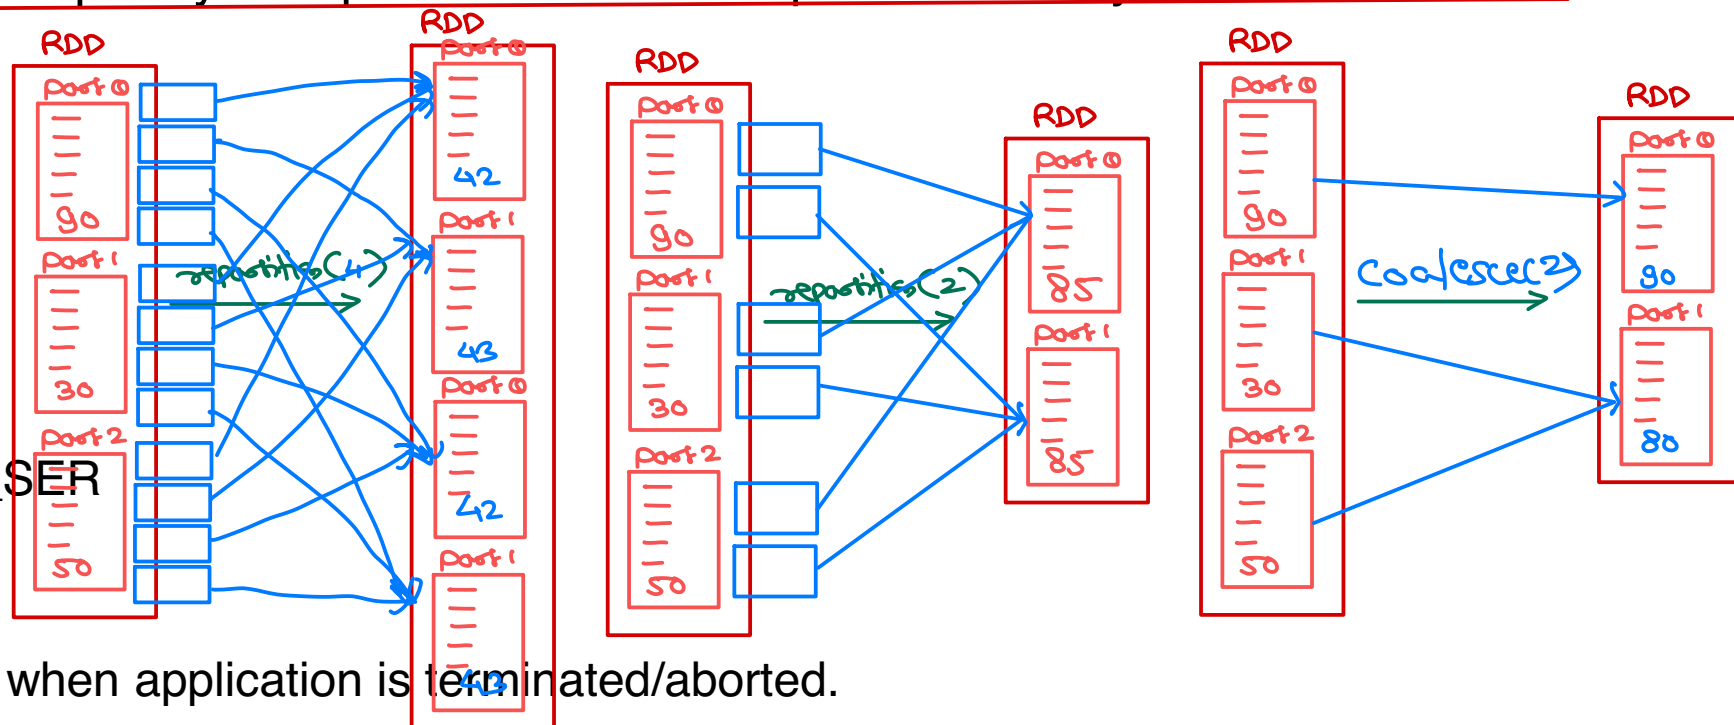 RDD
Part 0
90
Part 1
30
Part 2
50
repartition(4)
RDD
Part 0
42
Part 1
43
Part 0
42
Part 1
43
RDD
Part 0
90
Part 1
30
Part 2
50
repartition(2)
RDD
Part 0
85
Part 1
85
RDD
Part 0
90
Part 1
30
Part 2
50
Coalesce(2)
RDD
Part 0
90
Part 1
80
SER
when application is terminated/aborted.